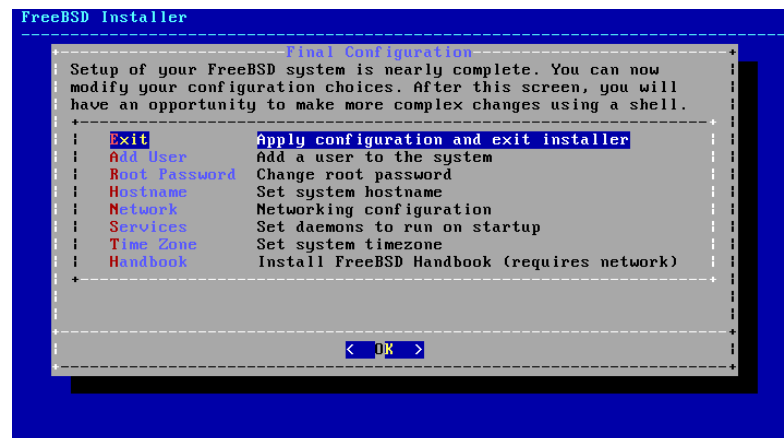 FreeBSD Installer
Final Configuration
Setup of your FreeBSD system is nearly complete. You can now
modify your configuration choices. After this screen, you will
have an opportunity to make more complex changes using a shell.
Exit Apply configuration and exit installer
Add User Add a user to the system
Root Password Change root password
Hostname Set system hostname
Network Networking configuration
Services Set daemons to run on startup
Time Zone Set system timezone
Handbook Install FreeBSD Handbook (requires network)
< OK >